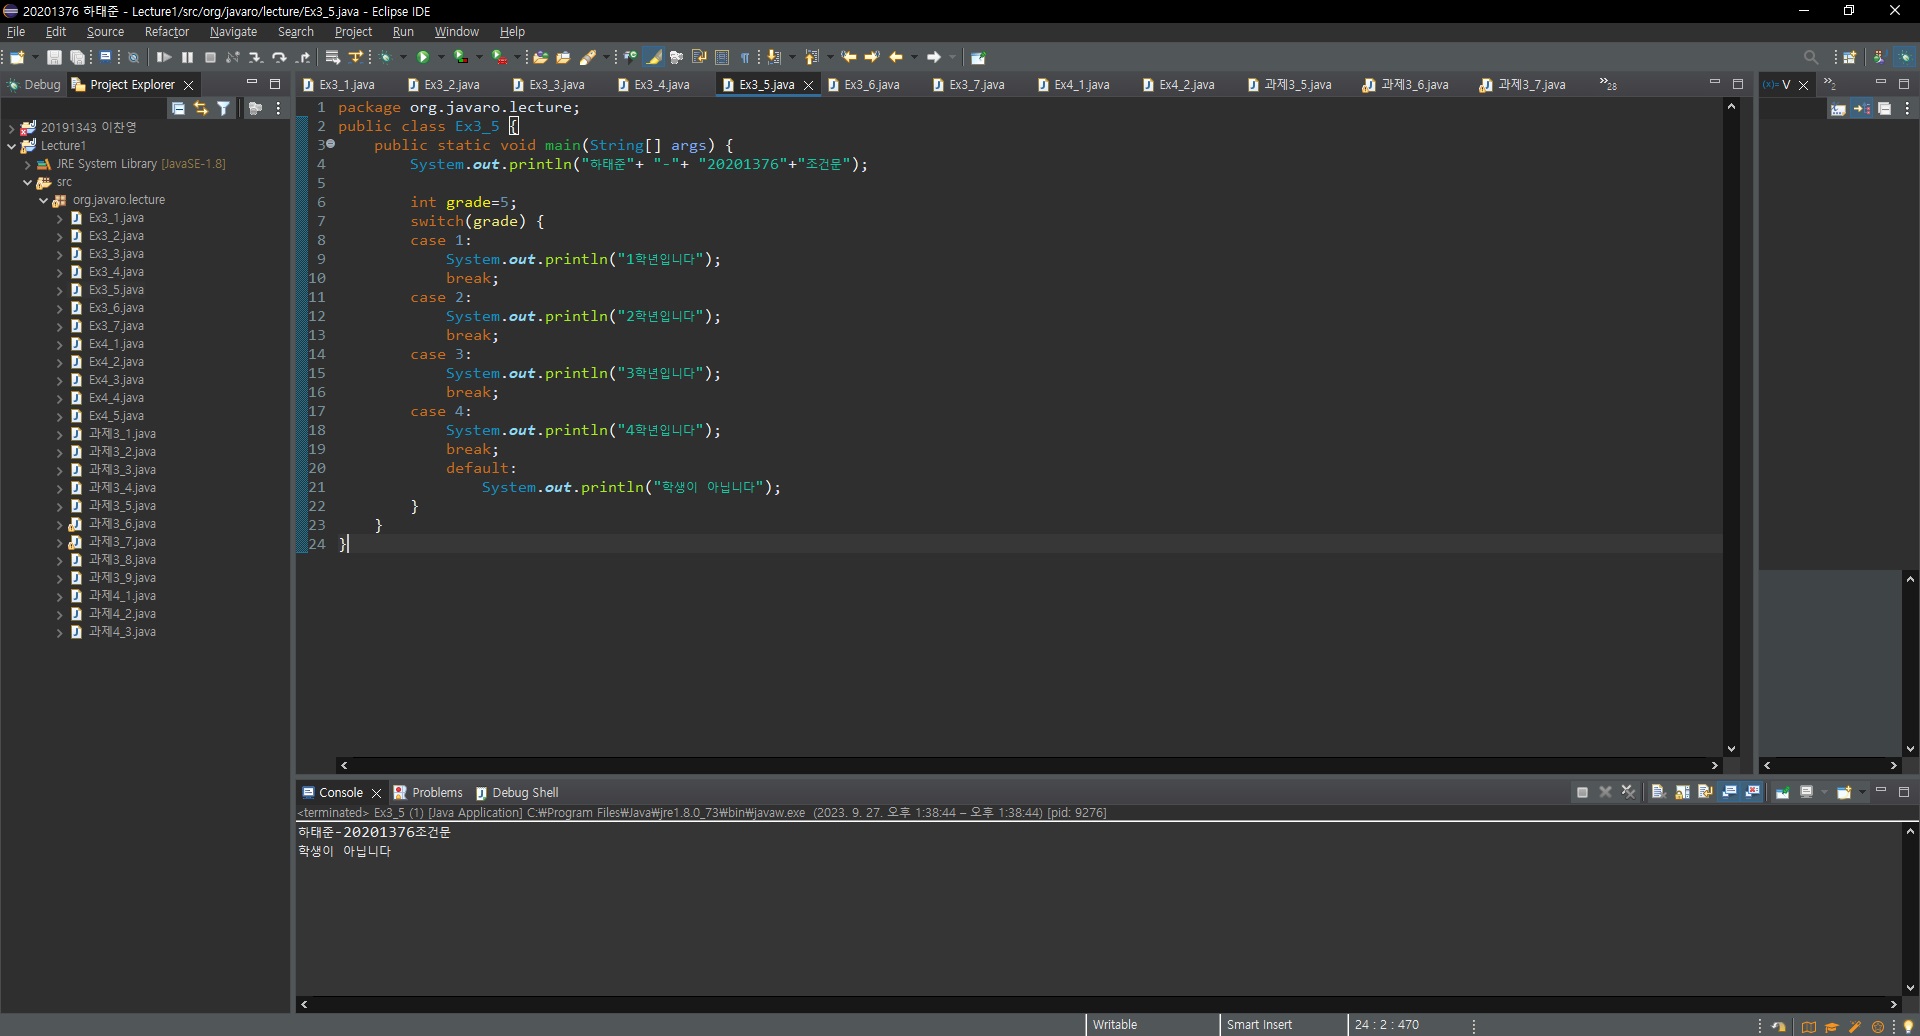 20201376 하태준 - Lecture1/src/org/javaro/lecture/Ex3_5.java - Eclipse IDE
File Edit Source Refactor Navigate Search Project Run Window Help
Debug Project Explorer
Ex3_1.java Ex3_2.java Ex3_3.java Ex3_4.java Ex3_5.java Ex3_6.java Ex3_7.java Ex4_1.java Ex4_2.java 과제3_5.java 과제3_6.java 과제3_7.java »28
(x)= V »2
20191343 이찬영
Lecture1
JRE System Library [JavaSE-1.8]
src
org.javaro.lecture
Ex3_1.java
Ex3_2.java
Ex3_3.java
Ex3_4.java
Ex3_5.java
Ex3_6.java
Ex3_7.java
Ex4_1.java
Ex4_2.java
Ex4_3.java
Ex4_4.java
Ex4_5.java
과제3_1.java
과제3_2.java
과제3_3.java
과제3_4.java
과제3_5.java
과제3_6.java
과제3_7.java
과제3_8.java
과제3_9.java
과제4_1.java
과제4_2.java
과제4_3.java
1 package org.javaro.lecture;
2 public class Ex3_5 {
3 public static void main(String[] args) {
4 System.out.println("하태준"+ "-"+ "20201376"+"조건문");
5
6 int grade=5;
7 switch(grade) {
8 case 1:
9 System.out.println("1학년입니다");
10 break;
11 case 2:
12 System.out.println("2학년입니다");
13 break;
14 case 3:
15 System.out.println("3학년입니다");
16 break;
17 case 4:
18 System.out.println("4학년입니다");
19 break;
20 default:
21 System.out.println("학생이 아닙니다");
22 }
23 }
24 }
Console Problems Debug Shell
<terminated> Ex3_5 (1) [Java Application] C:₩Program Files₩Java₩jre1.8.0_73₩bin₩javaw.exe (2023. 9. 27. 오후 1:38:44 – 오후 1:38:44) [pid: 9276]
하태준-20201376조건문
학생이 아닙니다
Writable Smart Insert 24 : 2 : 470